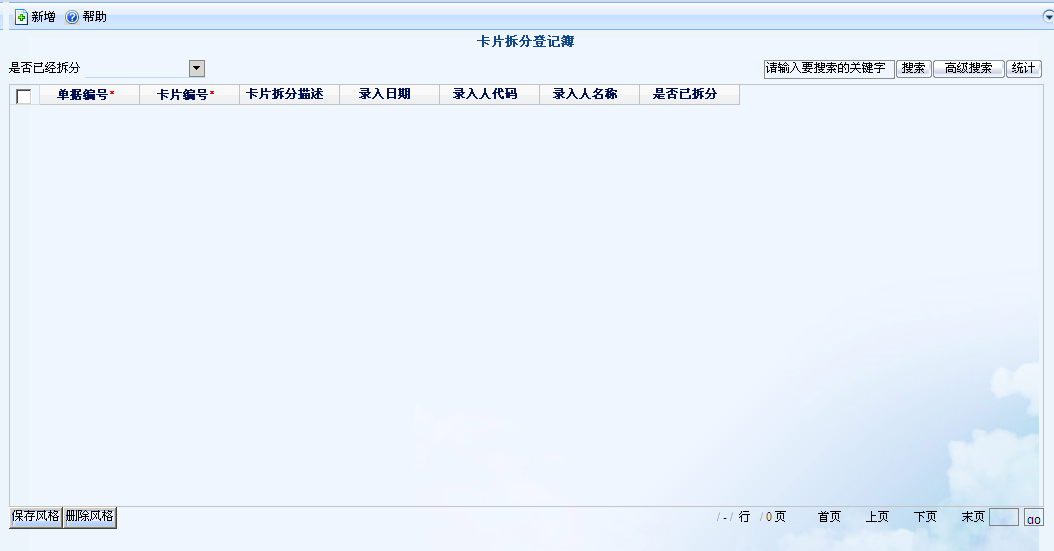 新增 帮助
卡片拆分登记簿
是否已经拆分 请输入要搜索的关键字 搜索 高级搜索 统计
单据编号* 卡片编号* 卡片拆分描述 录入日期 录入人代码 录入人名称 是否已拆分
保存风格 删除风格 / - / 行 / 0 页 首页 上页 下页 末页 go